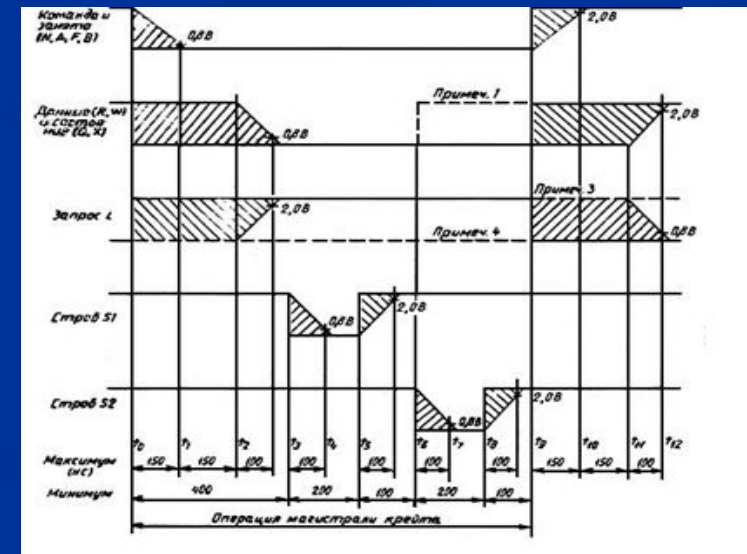 Команда и
занято
(N, A, F, B)
0,8В
2,0В
Примеч. 1
Данные (R, W)
и состоя
ние (Q, X)
0,8В
2,0В
Примеч. 3
Запрос L
2,0В
Примеч. 4
0,8В
Строб S1
0,8В
2,0В
Строб S2
0,8В
2,0В
t0 t1 t2 t3 t4 t5 t6 t7 t8 t9 t10 t11 t12
Максимум
(нс)
150 150 100 100 100 100 100 150 150 100
Минимум
400 200 100 200 100
Операция магистрали крейта